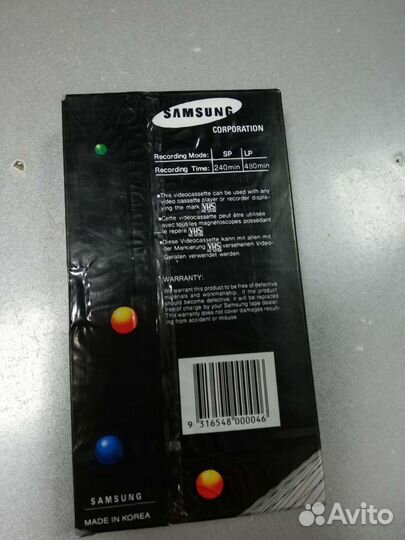 SAMSUNG
CORPORATION
Recording Mode: SP LP
Recording Time: 240min 480min
•This videocassette can be used with any
video cassette player or recorder displa-
ying the mark VHS
•Cette vidéocassette peut être utilisée
avec tous les magnétoscopes possedant
le repère VHS
•Diese Videocassette kann mit allen mit
der Markierung VHS versehenen Video-
Geräten verwendet werden.
WARRANTY:
We warrant this product to be free of defective
materials and workmanship. If the product
should become defective, it will be replaced
free of charge by your Samsung tape dealer
This warranty does not cover damages result-
ing from accident or misuse.
9 316548 000046
SAMSUNG
MADE IN KOREA
Avito